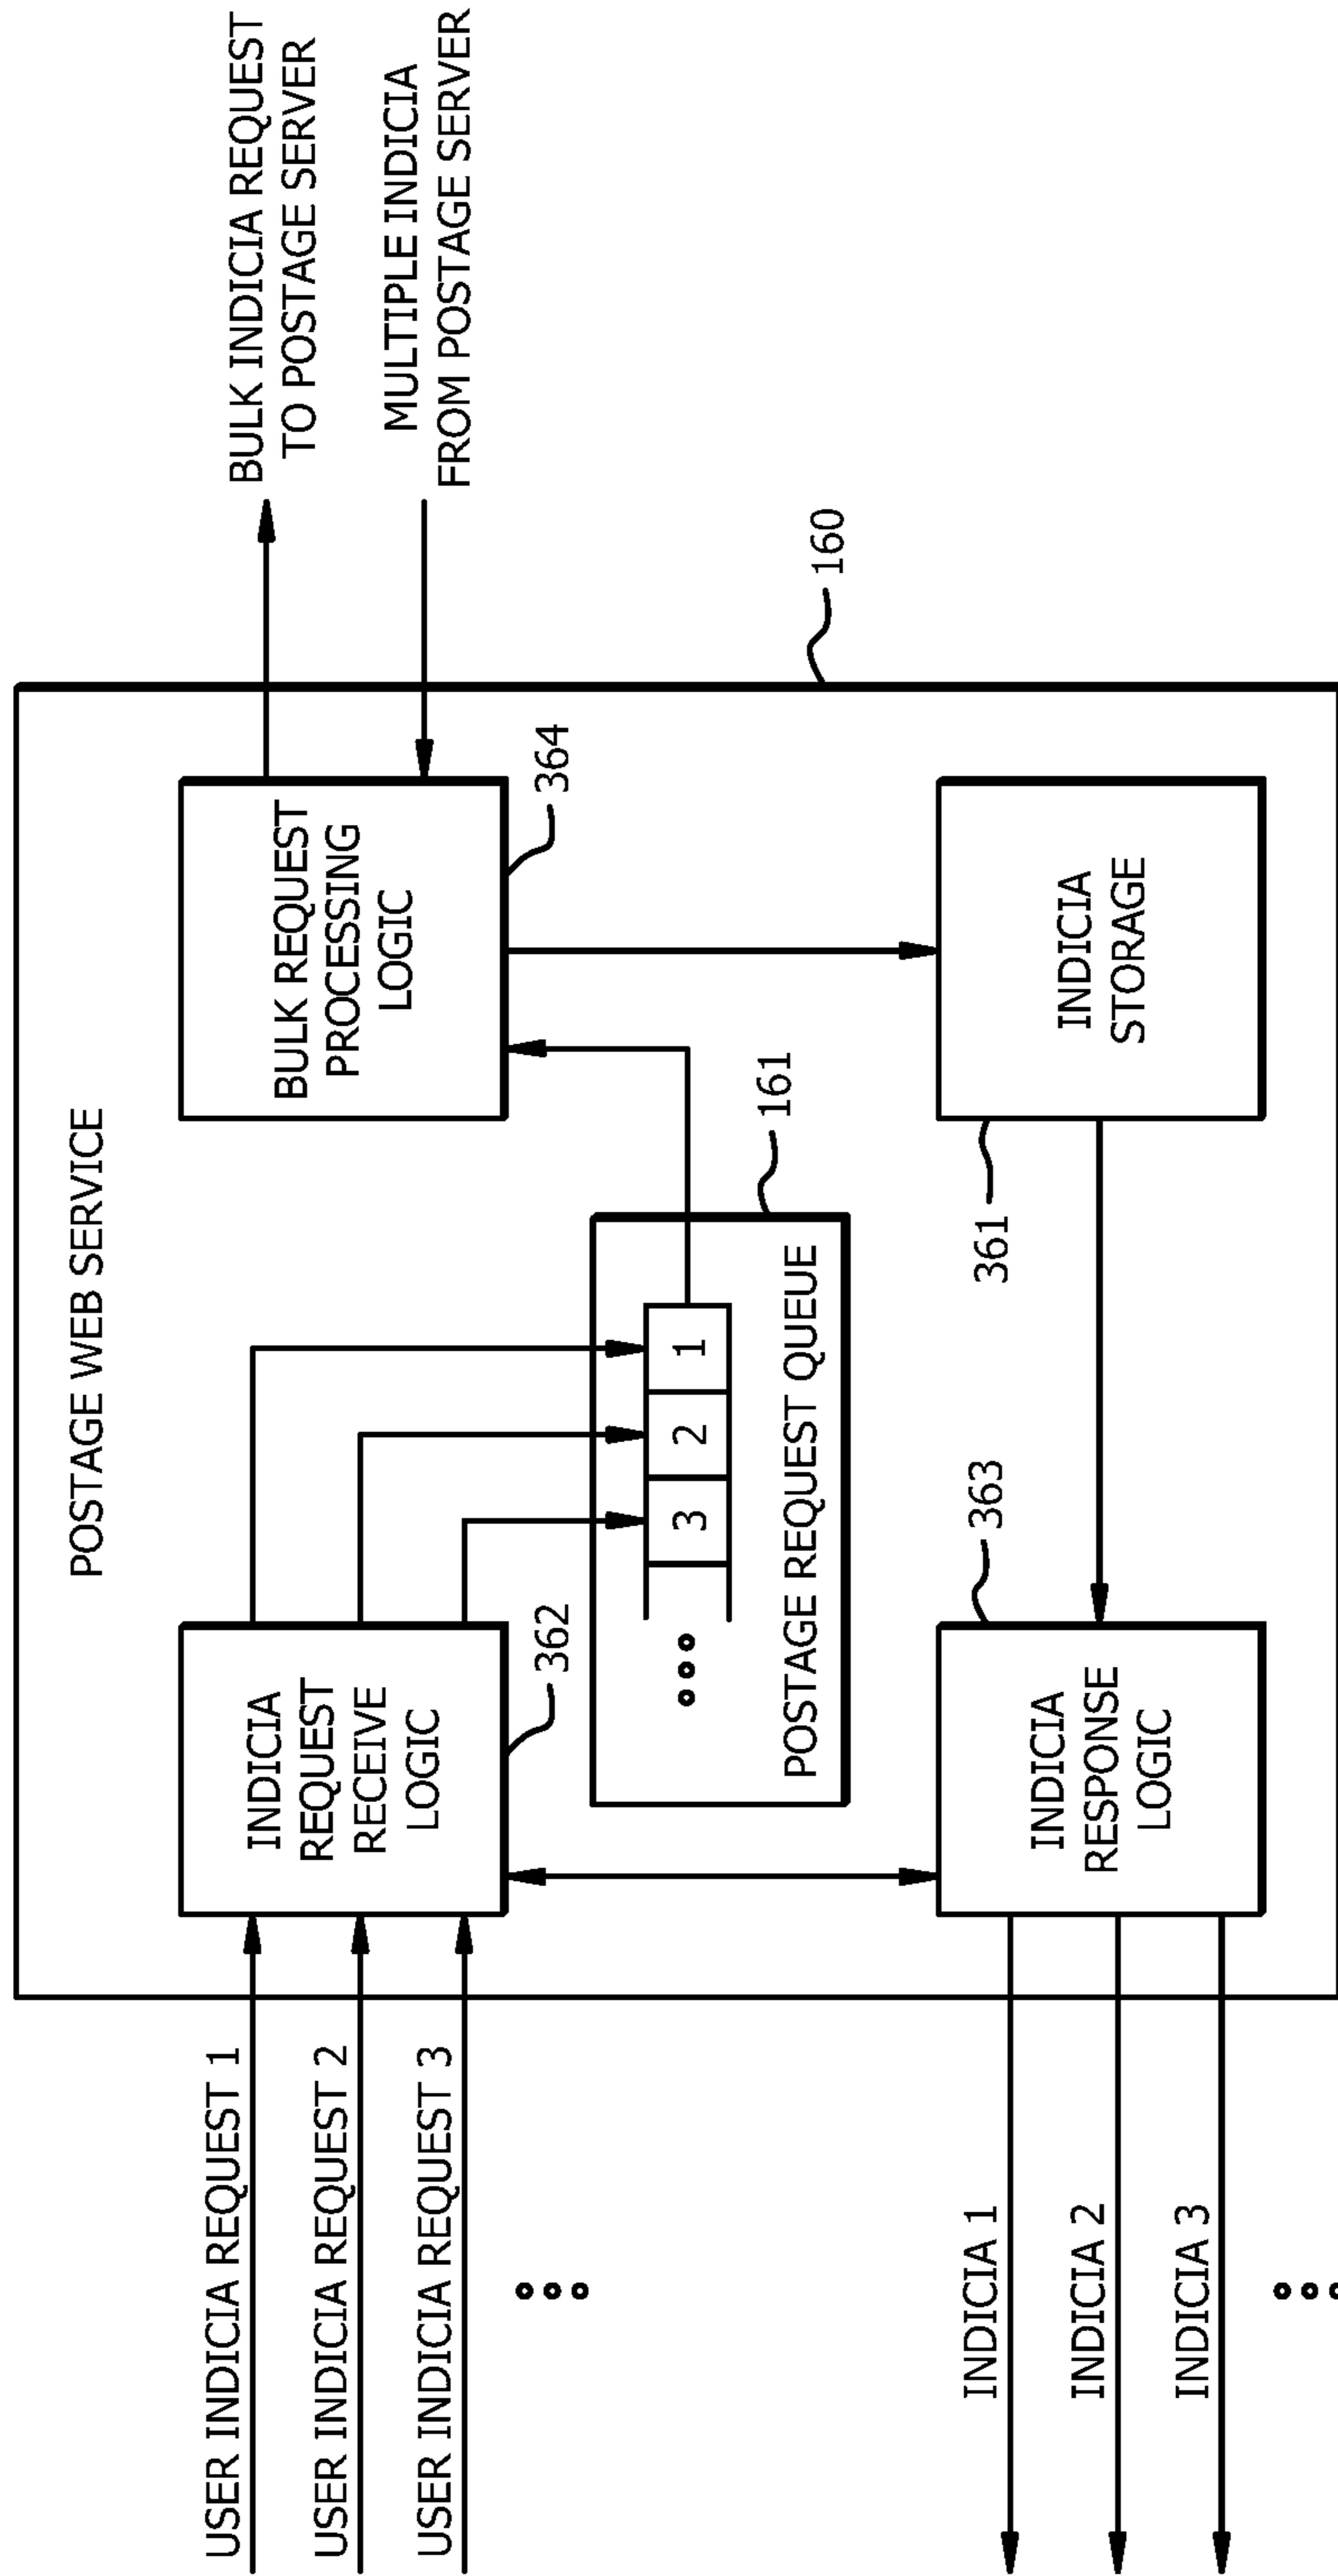 POSTAGE WEB SERVICE
USER INDICIA REQUEST 1
USER INDICIA REQUEST 2
USER INDICIA REQUEST 3
INDICIA
REQUEST
RECEIVE
LOGIC
362
BULK REQUEST
PROCESSING
LOGIC
364
BULK INDICIA REQUEST
TO POSTAGE SERVER
MULTIPLE INDICIA
FROM POSTAGE SERVER
3
2
1
POSTAGE REQUEST QUEUE
161
160
INDICIA 1
INDICIA 2
INDICIA 3
INDICIA
RESPONSE
LOGIC
363
INDICIA
STORAGE
361